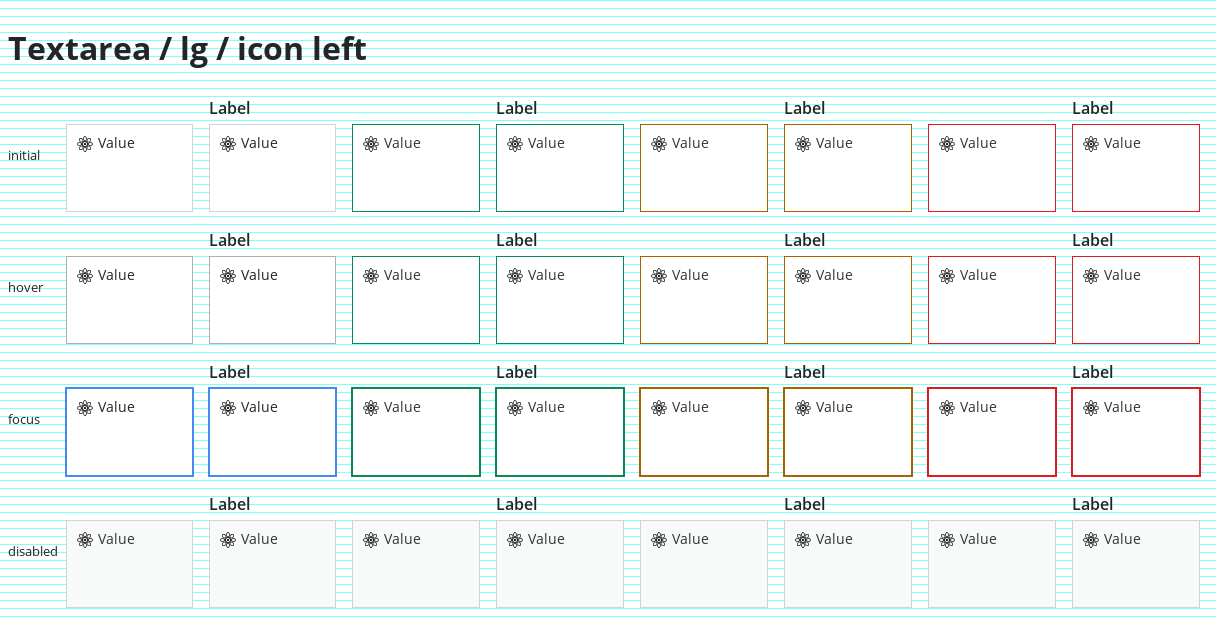 Textarea / lg / icon left
Label Label Label Label
initial Value Value Value Value Value Value Value Value
Label Label Label Label
hover Value Value Value Value Value Value Value Value
Label Label Label Label
focus Value Value Value Value Value Value Value Value
Label Label Label Label
disabled Value Value Value Value Value Value Value Value